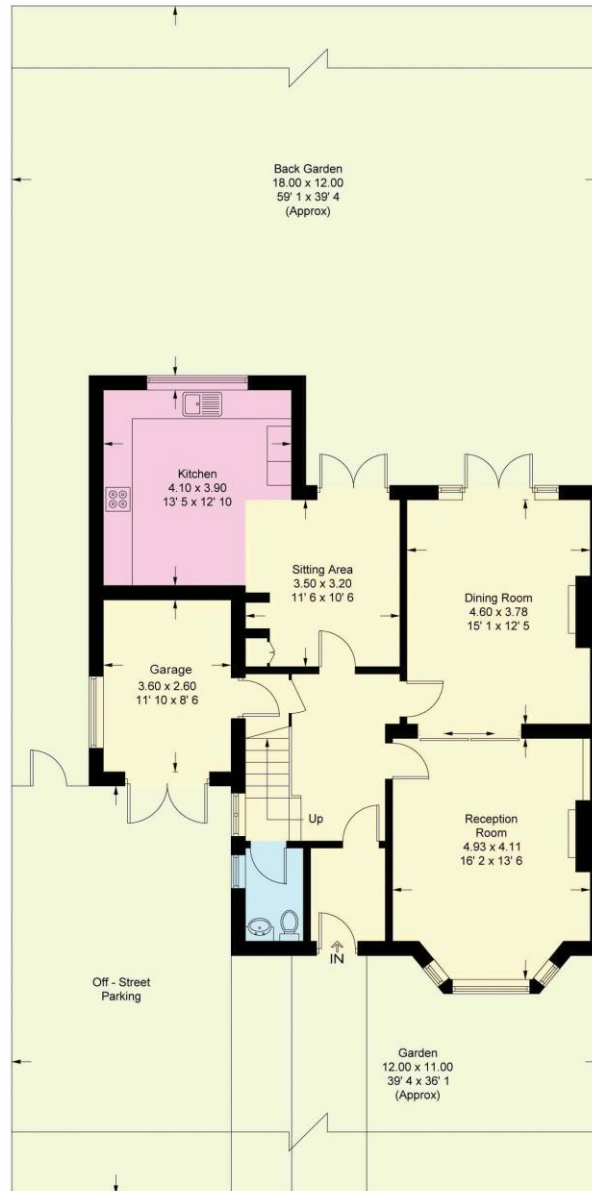 Back Garden
18.00 x 12.00
59' 1 x 39' 4
(Approx)
Kitchen
4.10 x 3.90
13' 5 x 12' 10
Sitting Area
3.50 x 3.20
11' 6 x 10' 6
Dining Room
4.60 x 3.78
15' 1 x 12' 5
Garage
3.60 x 2.60
11' 10 x 8' 6
Up
Reception
Room
4.93 x 4.11
16' 2 x 13' 6
IN
Off - Street
Parking
Garden
12.00 x 11.00
39' 4 x 36' 1
(Approx)